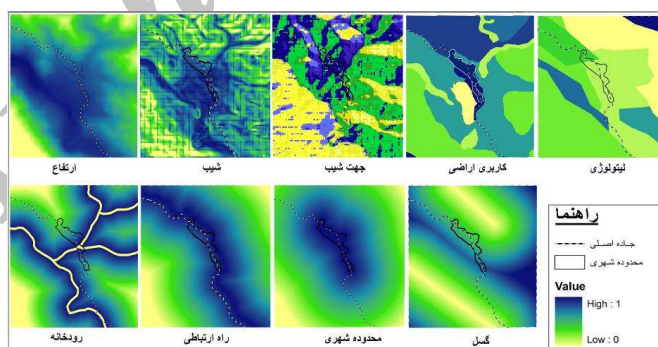 ارتفاع
شیب
جهت شیب
کاربری اراضی
لیتولوژی
رودخانه
راه ارتباطی
محدوده شهری
گسل
راهنما
جاده اصلی
محدوده شهری
Value
High : 1
Low : 0